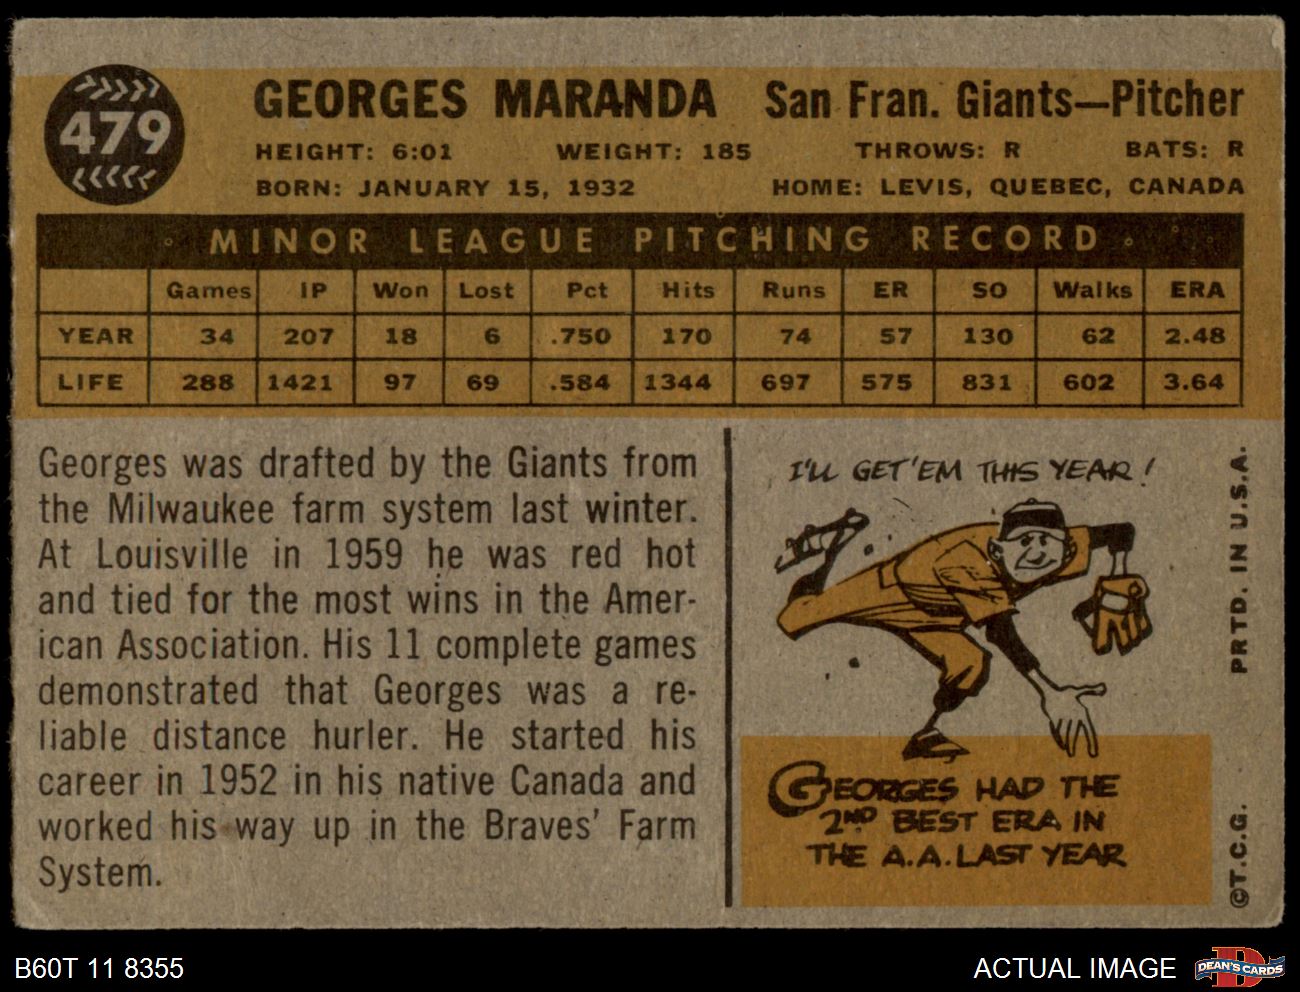 479
GEORGES MARANDA San Fran. Giants—Pitcher
HEIGHT: 6:01 WEIGHT: 185 THROWS: R BATS: R
BORN: JANUARY 15, 1932 HOME: LEVIS, QUEBEC, CANADA
MINOR LEAGUE PITCHING RECORD
Games IP Won Lost Pct Hits Runs ER SO Walks ERA
YEAR 34 207 18 6 .750 170 74 57 130 62 2.48
LIFE 288 1421 97 69 .584 1344 697 575 831 602 3.64
Georges was drafted by the Giants from
the Milwaukee farm system last winter.
At Louisville in 1959 he was red hot
and tied for the most wins in the Amer-
ican Association. His 11 complete games
demonstrated that Georges was a re-
liable distance hurler. He started his
career in 1952 in his native Canada and
worked his way up in the Braves' Farm
System.
I'LL GET 'EM THIS YEAR!
GEORGES HAD THE
2ND BEST ERA IN
THE A.A. LAST YEAR
PRTD. IN U.S.A.
©T.C.G.
B60T 11 8355
ACTUAL IMAGE
DEAN'S CARDS